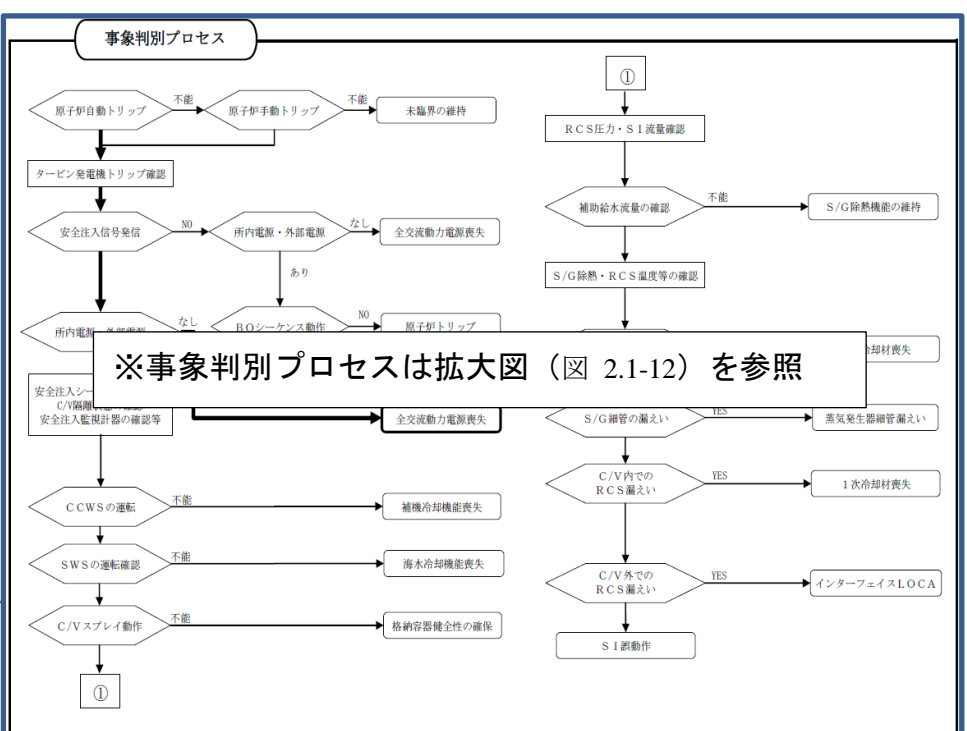 事象判別プロセス
原子炉自動トリップ
不能
原子炉手動トリップ
不能
未臨界の維持
タービン発電機トリップ確認
安全注入信号発信
NO
所内電源・外部電源
なし
全交流動力電源喪失
あり
所内電源・外部電源
なし
BOシーケンス動作
NO
原子炉トリップ
※事象判別プロセスは拡大図（図 2.1-12）を参照
安全注入シー
C/V隔離
安全注入監視計器の確認等
全交流動力電源喪失
CCWSの運転
不能
補機冷却機能喪失
SWSの運転確認
不能
海水冷却機能喪失
C/Vスプレイ動作
不能
格納容器健全性の確保
①
①
RCS圧力・SI流量確認
補助給水流量の確認
不能
S/G除熱機能の維持
S/G除熱・RCS温度等の確認
冷却材喪失
S/G細管の漏えい
YES
蒸気発生器細管漏えい
C/V内での
RCS漏えい
YES
1次冷却材喪失
C/V外での
RCS漏えい
YES
インターフェイスLOCA
SI誤動作